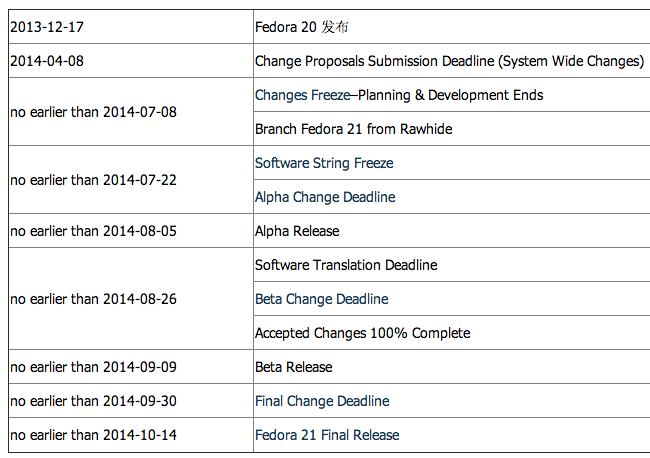 2013-12-17
Fedora 20 发布
2014-04-08
Change Proposals Submission Deadline (System Wide Changes)
no earlier than 2014-07-08
Changes Freeze–Planning & Development Ends
Branch Fedora 21 from Rawhide
no earlier than 2014-07-22
Software String Freeze
Alpha Change Deadline
no earlier than 2014-08-05
Alpha Release
no earlier than 2014-08-26
Software Translation Deadline
Beta Change Deadline
Accepted Changes 100% Complete
no earlier than 2014-09-09
Beta Release
no earlier than 2014-09-30
Final Change Deadline
no earlier than 2014-10-14
Fedora 21 Final Release